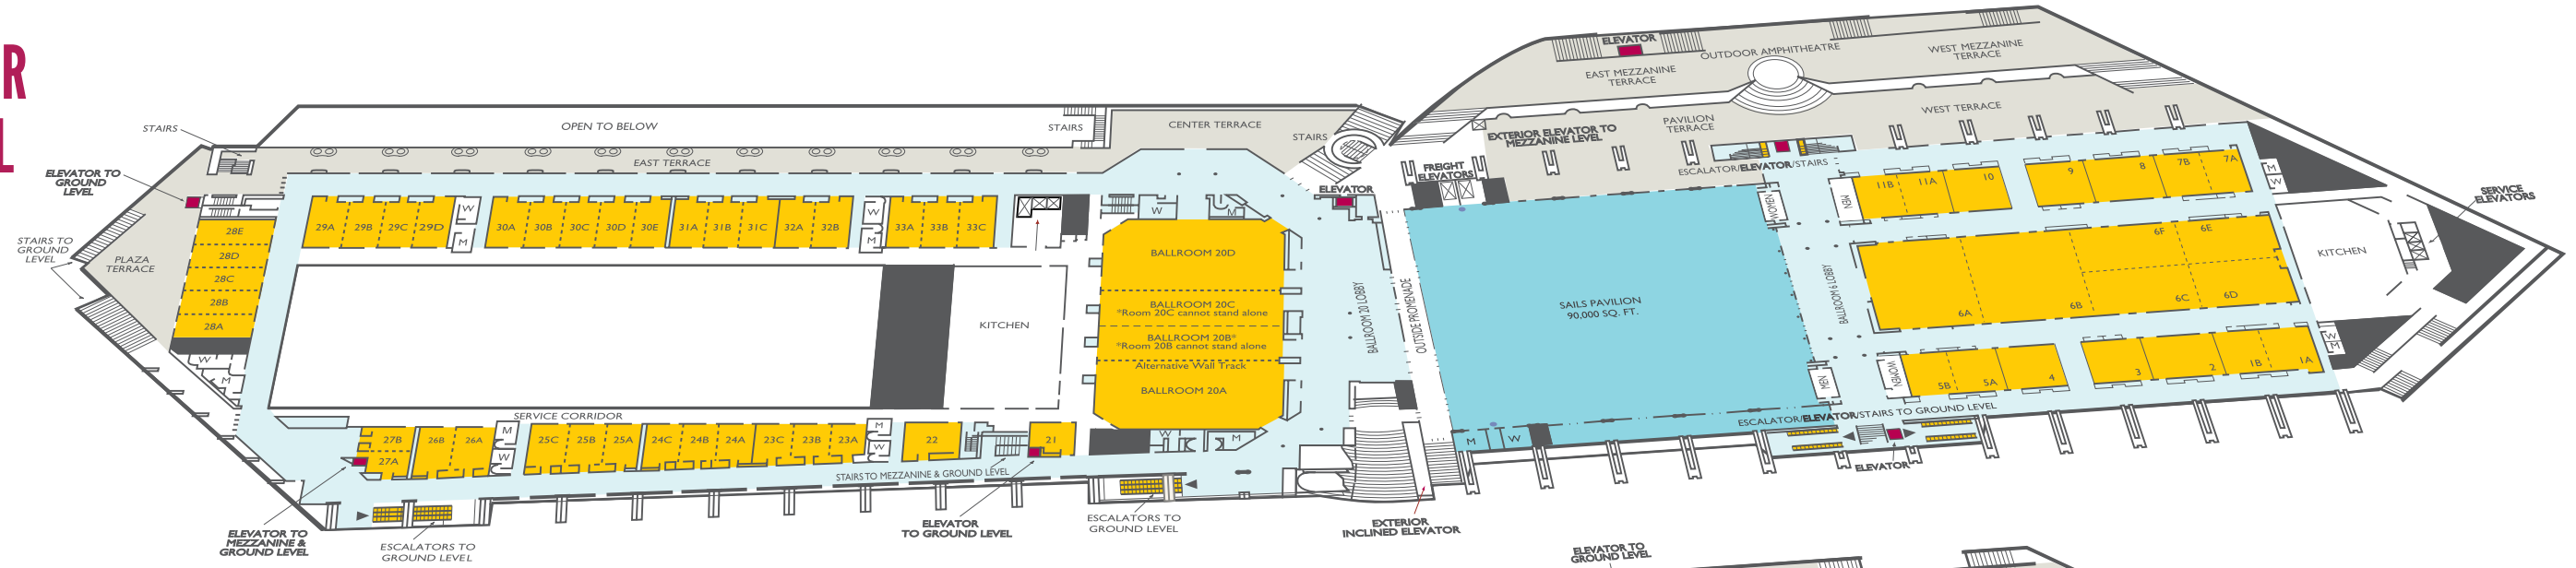 R
L
STAIRS
ELEVATOR TO
GROUND
LEVEL
STAIRS TO
GROUND
LEVEL
PLAZA
TERRACE
OPEN TO BELOW
EAST TERRACE
STAIRS
CENTER TERRACE
STAIRS
ELEVATOR
28E
28D
28C
28B
28A
W
M
29A
29B
29C
29D
W
M
30A
30B
30C
30D
30E
31A
31B
31C
32A
32B
W
M
33A
33B
33C
W
M
KITCHEN
SERVICE CORRIDOR
BALLROOM 20D
BALLROOM 20C
*Room 20C cannot stand alone
BALLROOM 20B*
*Room 20B cannot stand alone
Alternative Wall Track
BALLROOM 20A
BALLROOM 20 LOBBY
OUTSIDE PROMENADE
27B
27A
26B
26A
M
W
25C
25B
25A
24C
24B
24A
23C
23B
23A
M
W
22
21
W
M
STAIRS TO MEZZANINE & GROUND LEVEL
ELEVATOR TO
MEZZANINE &
GROUND LEVEL
ESCALATORS TO
GROUND LEVEL
ELEVATOR
TO GROUND LEVEL
ESCALATORS TO
GROUND LEVEL
EXTERIOR
INCLINED ELEVATOR
ELEVATOR
OUTDOOR AMPHITHEATRE
EAST MEZZANINE
TERRACE
WEST MEZZANINE
TERRACE
WEST TERRACE
PAVILION
TERRACE
EXTERIOR ELEVATOR TO
MEZZANINE LEVEL
FREIGHT
ELEVATORS
ESCALATOR/ELEVATOR/STAIRS
WOMEN
MEN
SAILS PAVILION
90,000 SQ. FT.
BALLROOM 6 LOBBY
11B
11A
10
9
8
7B
7A
M
W
6A
6B
6F
6E
6C
6D
KITCHEN
SERVICE
ELEVATORS
MEN
WOMEN
5B
5A
4
3
2
1B
1A
W
M
M
W
ESCALATOR/ELEVATOR/STAIRS TO GROUND LEVEL
ELEVATOR
ELEVATOR TO
GROUND LEVEL